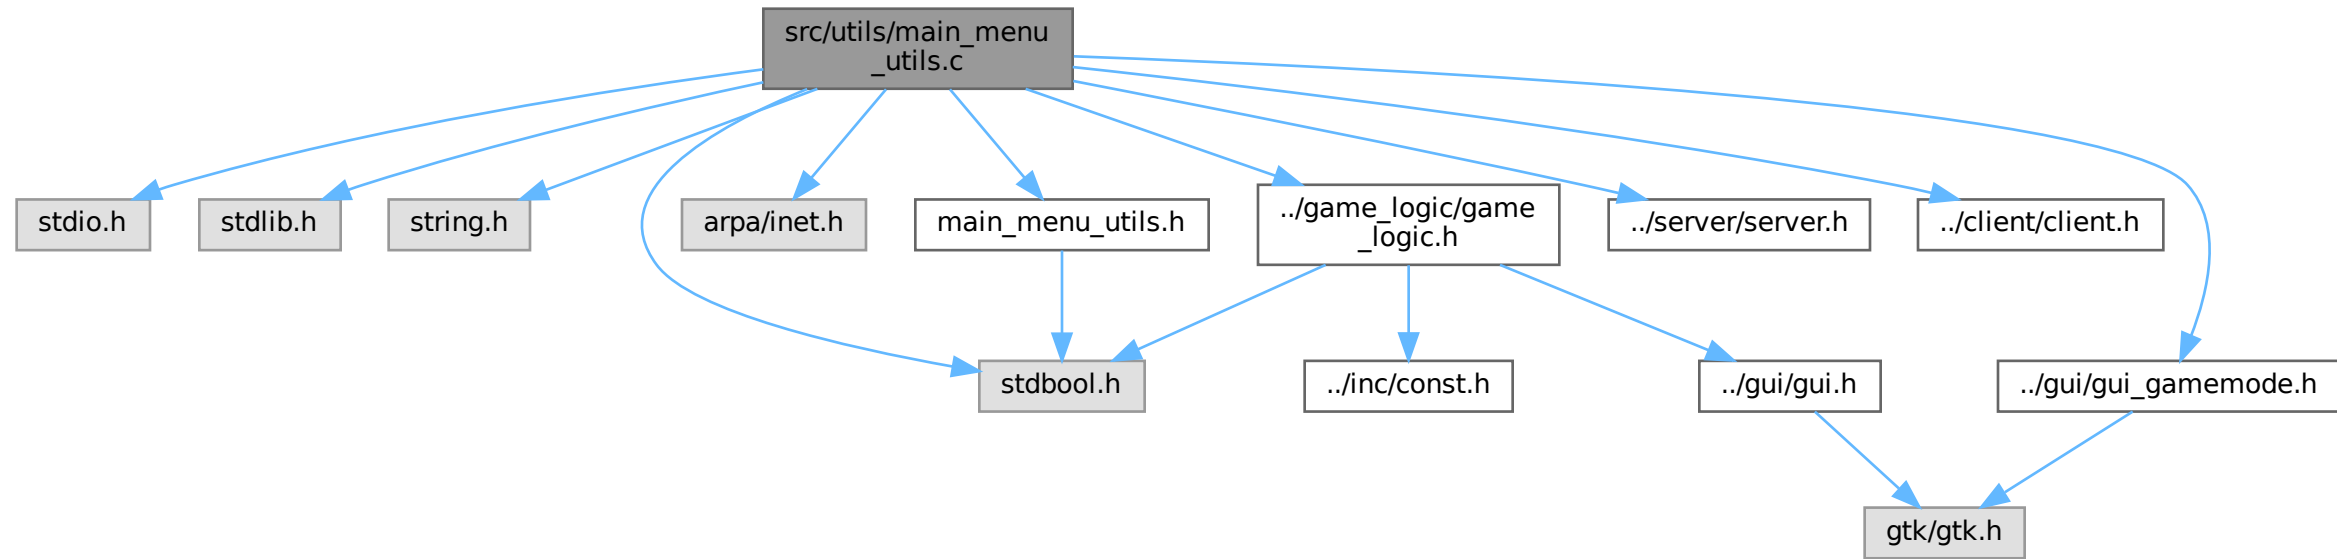 src/utils/main_menu
_utils.c
stdio.h
stdlib.h
string.h
arpa/inet.h
main_menu_utils.h
../game_logic/game
_logic.h
../server/server.h
../client/client.h
stdbool.h
../inc/const.h
../gui/gui.h
../gui/gui_gamemode.h
gtk/gtk.h